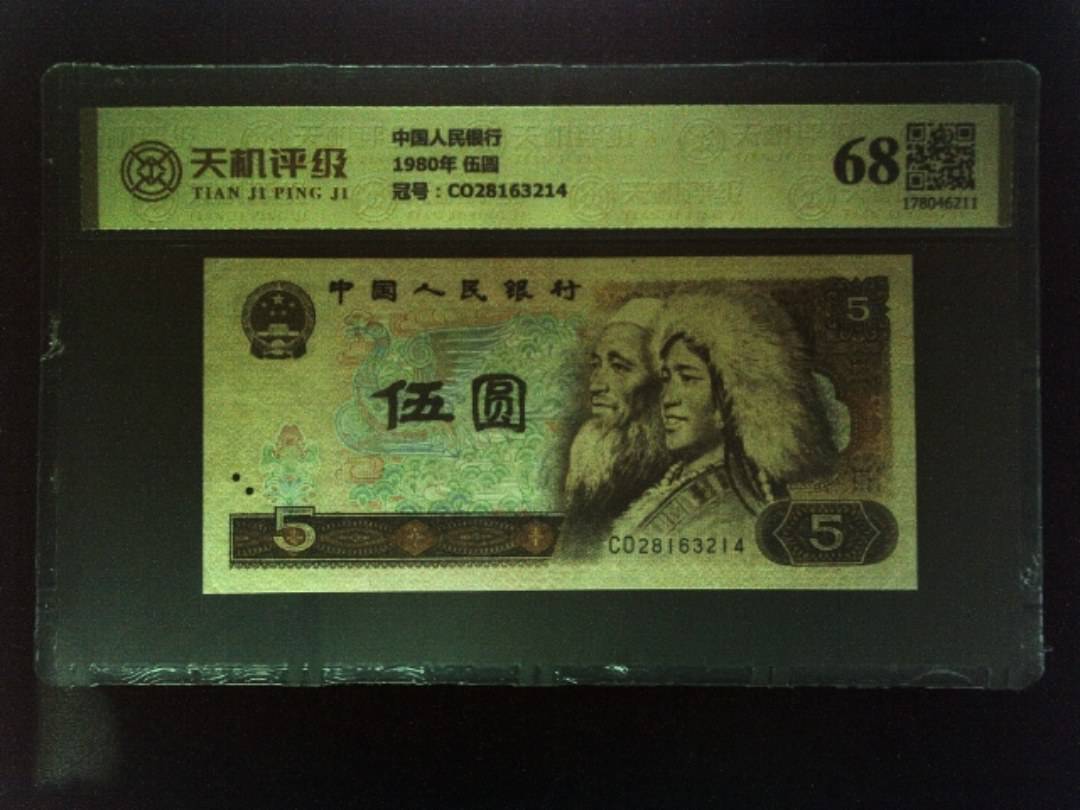 天机评级
TIAN JI PING JI
中国人民银行
1980年 伍圆
冠号：CO28163214
68
178046211
中国人民银行
5
伍圆
5
CO28163214
5